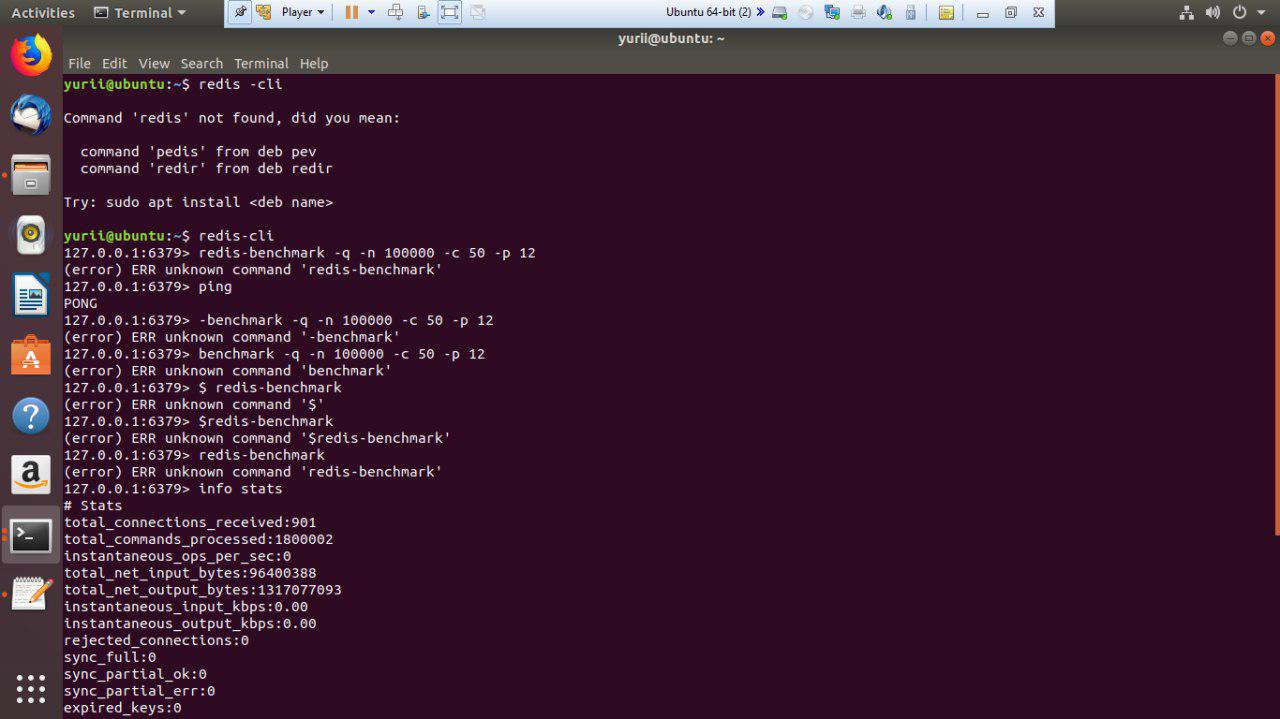 Activities Terminal Player Ubuntu 64-bit (2)
yurii@ubuntu: ~
File Edit View Search Terminal Help
yurii@ubuntu:~$ redis -cli
Command 'redis' not found, did you mean:
command 'pedis' from deb pev
command 'redir' from deb redir
Try: sudo apt install <deb name>
yurii@ubuntu:~$ redis-cli
127.0.0.1:6379> redis-benchmark -q -n 100000 -c 50 -p 12
(error) ERR unknown command 'redis-benchmark'
127.0.0.1:6379> ping
PONG
127.0.0.1:6379> -benchmark -q -n 100000 -c 50 -p 12
(error) ERR unknown command '-benchmark'
127.0.0.1:6379> benchmark -q -n 100000 -c 50 -p 12
(error) ERR unknown command 'benchmark'
127.0.0.1:6379> $ redis-benchmark
(error) ERR unknown command '$'
127.0.0.1:6379> $redis-benchmark
(error) ERR unknown command '$redis-benchmark'
127.0.0.1:6379> redis-benchmark
(error) ERR unknown command 'redis-benchmark'
127.0.0.1:6379> info stats
# Stats
total_connections_received:901
total_commands_processed:1800002
instantaneous_ops_per_sec:0
total_net_input_bytes:96400388
total_net_output_bytes:1317077093
instantaneous_input_kbps:0.00
instantaneous_output_kbps:0.00
rejected_connections:0
sync_full:0
sync_partial_ok:0
sync_partial_err:0
expired_keys:0